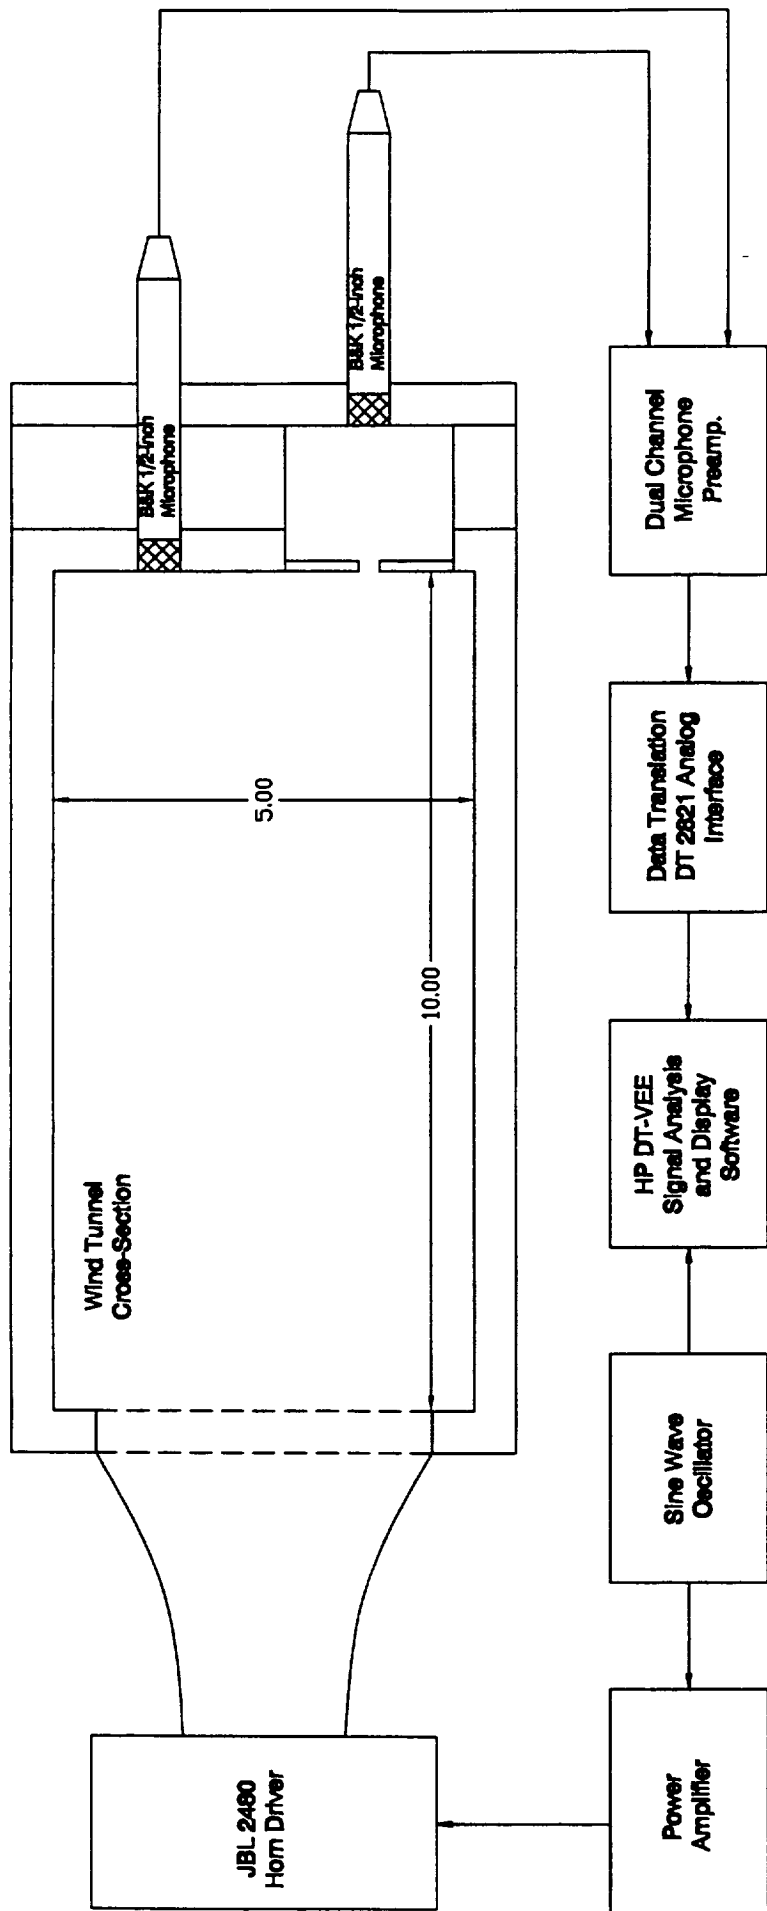 B&K 1/2-Inch
Microphone
B&K 1/2-Inch
Microphone
Wind Tunnel
Cross-Section
5.00
10.00
JBL 2480
Horn Driver
Power
Amplifier
Sine Wave
Oscillator
HP DT-VEE
Signal Analysis
and Display
Software
Data Translation
DT 2821 Analog
Interface
Dual Channel
Microphone
Preamp.